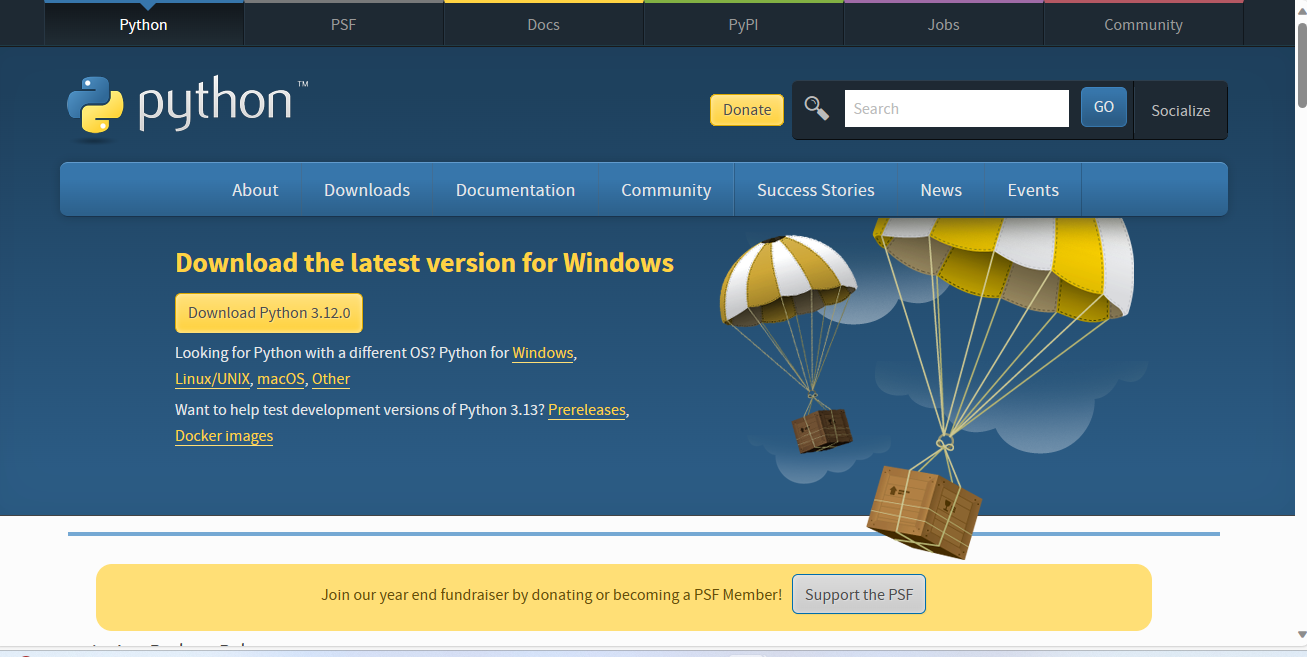 Python
PSF
Docs
PyPI
Jobs
Community
python™
Donate
Search
GO
Socialize
About
Downloads
Documentation
Community
Success Stories
News
Events
Download the latest version for Windows
Download Python 3.12.0
Looking for Python with a different OS? Python for Windows,
Linux/UNIX, macOS, Other
Want to help test development versions of Python 3.13? Prereleases,
Docker images
Join our year end fundraiser by donating or becoming a PSF Member!
Support the PSF